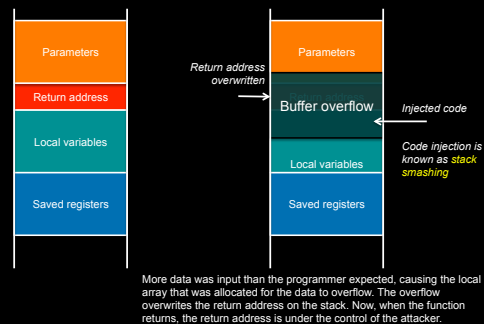 Parameters
Return address
Local variables
Saved registers
Return address
overwritten
Parameters
Return address
Buffer overflow
Local variables
Saved registers
Injected code
Code injection is
known as stack
smashing
More data was input than the programmer expected, causing the local
array that was allocated for the data to overflow. The overflow
overwrites the return address on the stack. Now, when the function
returns, the return address is under the control of the attacker.